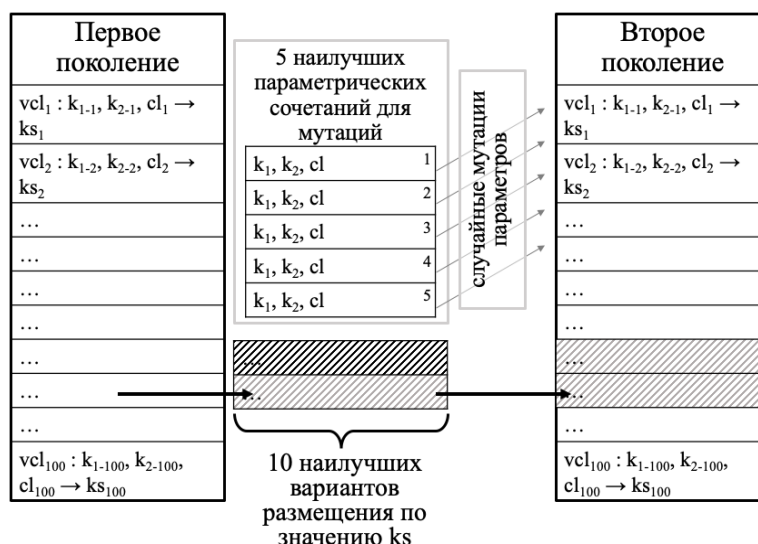 Первое
поколение
vcl₁ : k₁₋₁, k₂₋₁, cl₁ →
ks₁
vcl₂ : k₁₋₂, k₂₋₂, cl₂ →
ks₂
…
…
…
…
…
…
…
vcl₁₀₀ : k₁₋₁₀₀, k₂₋₁₀₀,
cl₁₀₀ → ks₁₀₀
5 наилучших
параметрических
сочетаний для
мутаций
k₁, k₂, cl 1
k₁, k₂, cl 2
k₁, k₂, cl 3
k₁, k₂, cl 4
k₁, k₂, cl 5
…
…
10 наилучших
вариантов
размещения по
значению ks
случайные мутации
параметров
Второе
поколение
vcl₁ : k₁₋₁, k₂₋₁, cl₁ →
ks₁
vcl₂ : k₁₋₂, k₂₋₂, cl₂ →
ks₂
…
…
…
…
…
…
…
vcl₁₀₀ : k₁₋₁₀₀, k₂₋₁₀₀,
cl₁₀₀ → ks₁₀₀